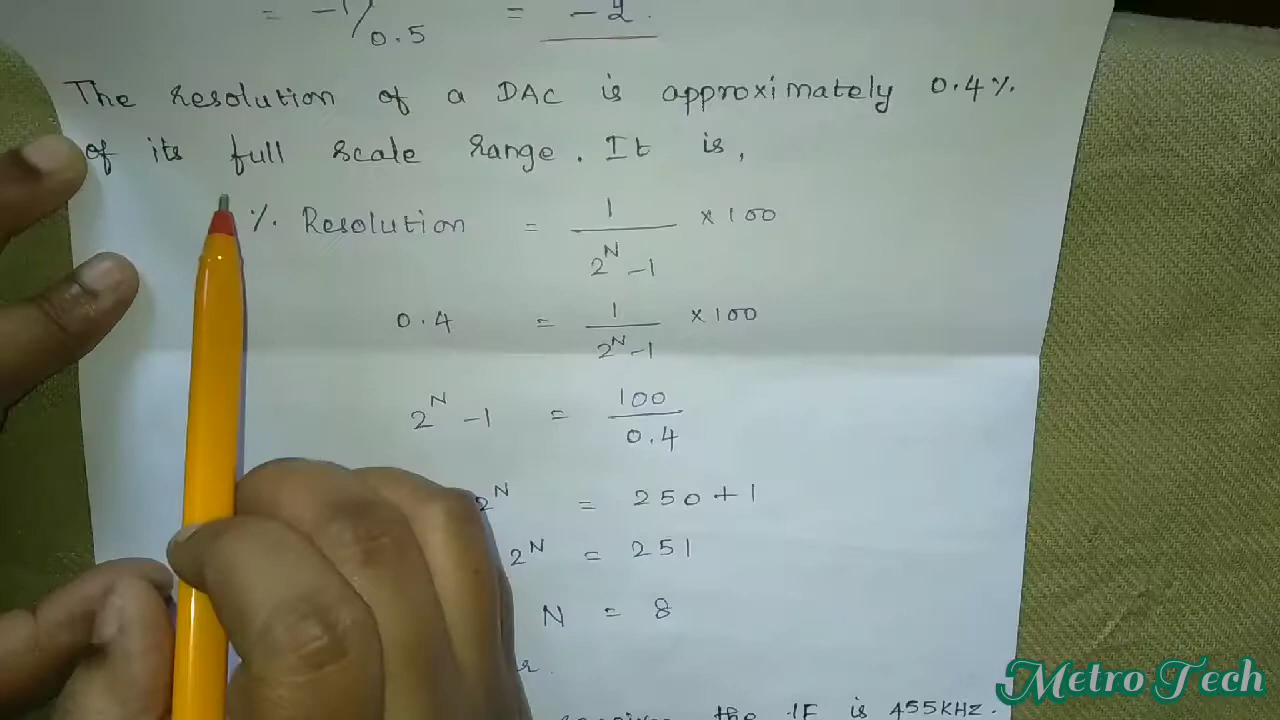 = -1/0.5 = -2.
The resolution of a DAC is approximately 0.4%.
of its full scale range. It is,
% Resolution = 1/(2^N -1) × 100
0.4 = 1/(2^N -1) × 100
2^N -1 = 100/0.4
2^N = 250+1
2^N = 251
N = 8
the IF is 455KHZ.
Metro Tech